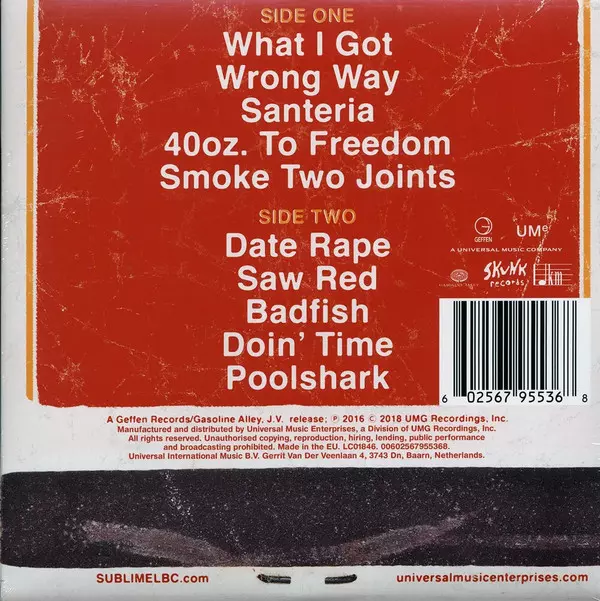 SIDE ONE
What I Got
Wrong Way
Santeria
40oz. To Freedom
Smoke Two Joints
SIDE TWO
Date Rape
Saw Red
Badfish
Doin' Time
Poolshark
GEFFEN
UMe
A UNIVERSAL MUSIC COMPANY
SKUNK
records
6 02567 95536 8
A Geffen Records/Gasoline Alley, J.V. release; ℗ 2016 © 2018 UMG Recordings, Inc.
Manufactured and distributed by Universal Music Enterprises, a Division of UMG Recordings, Inc.
All rights reserved. Unauthorised copying, reproduction, hiring, lending, public performance
and broadcasting prohibited. Made in the EU. LC01846. 00602567955368.
Universal International Music B.V. Gerrit Van Der Veenlaan 4, 3743 Dn, Baarn, Netherlands.
SUBLIMELBC.com
universalmusicenterprises.com